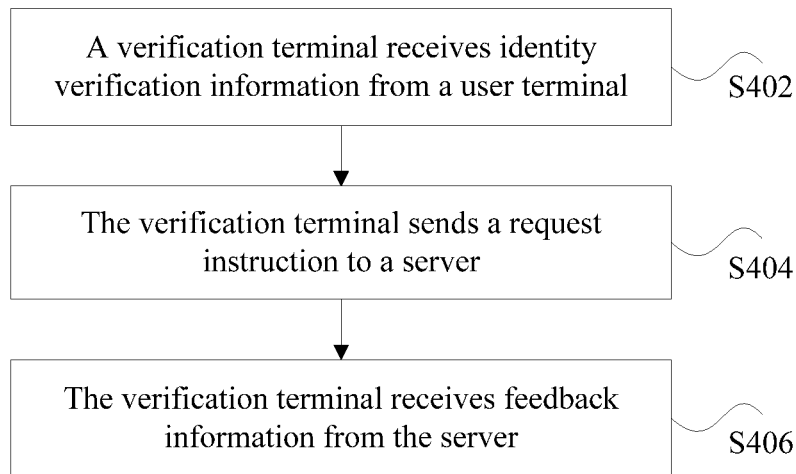 A verification terminal receives identity
verification information from a user terminal
S402
The verification terminal sends a request
instruction to a server
S404
The verification terminal receives feedback
information from the server
S406